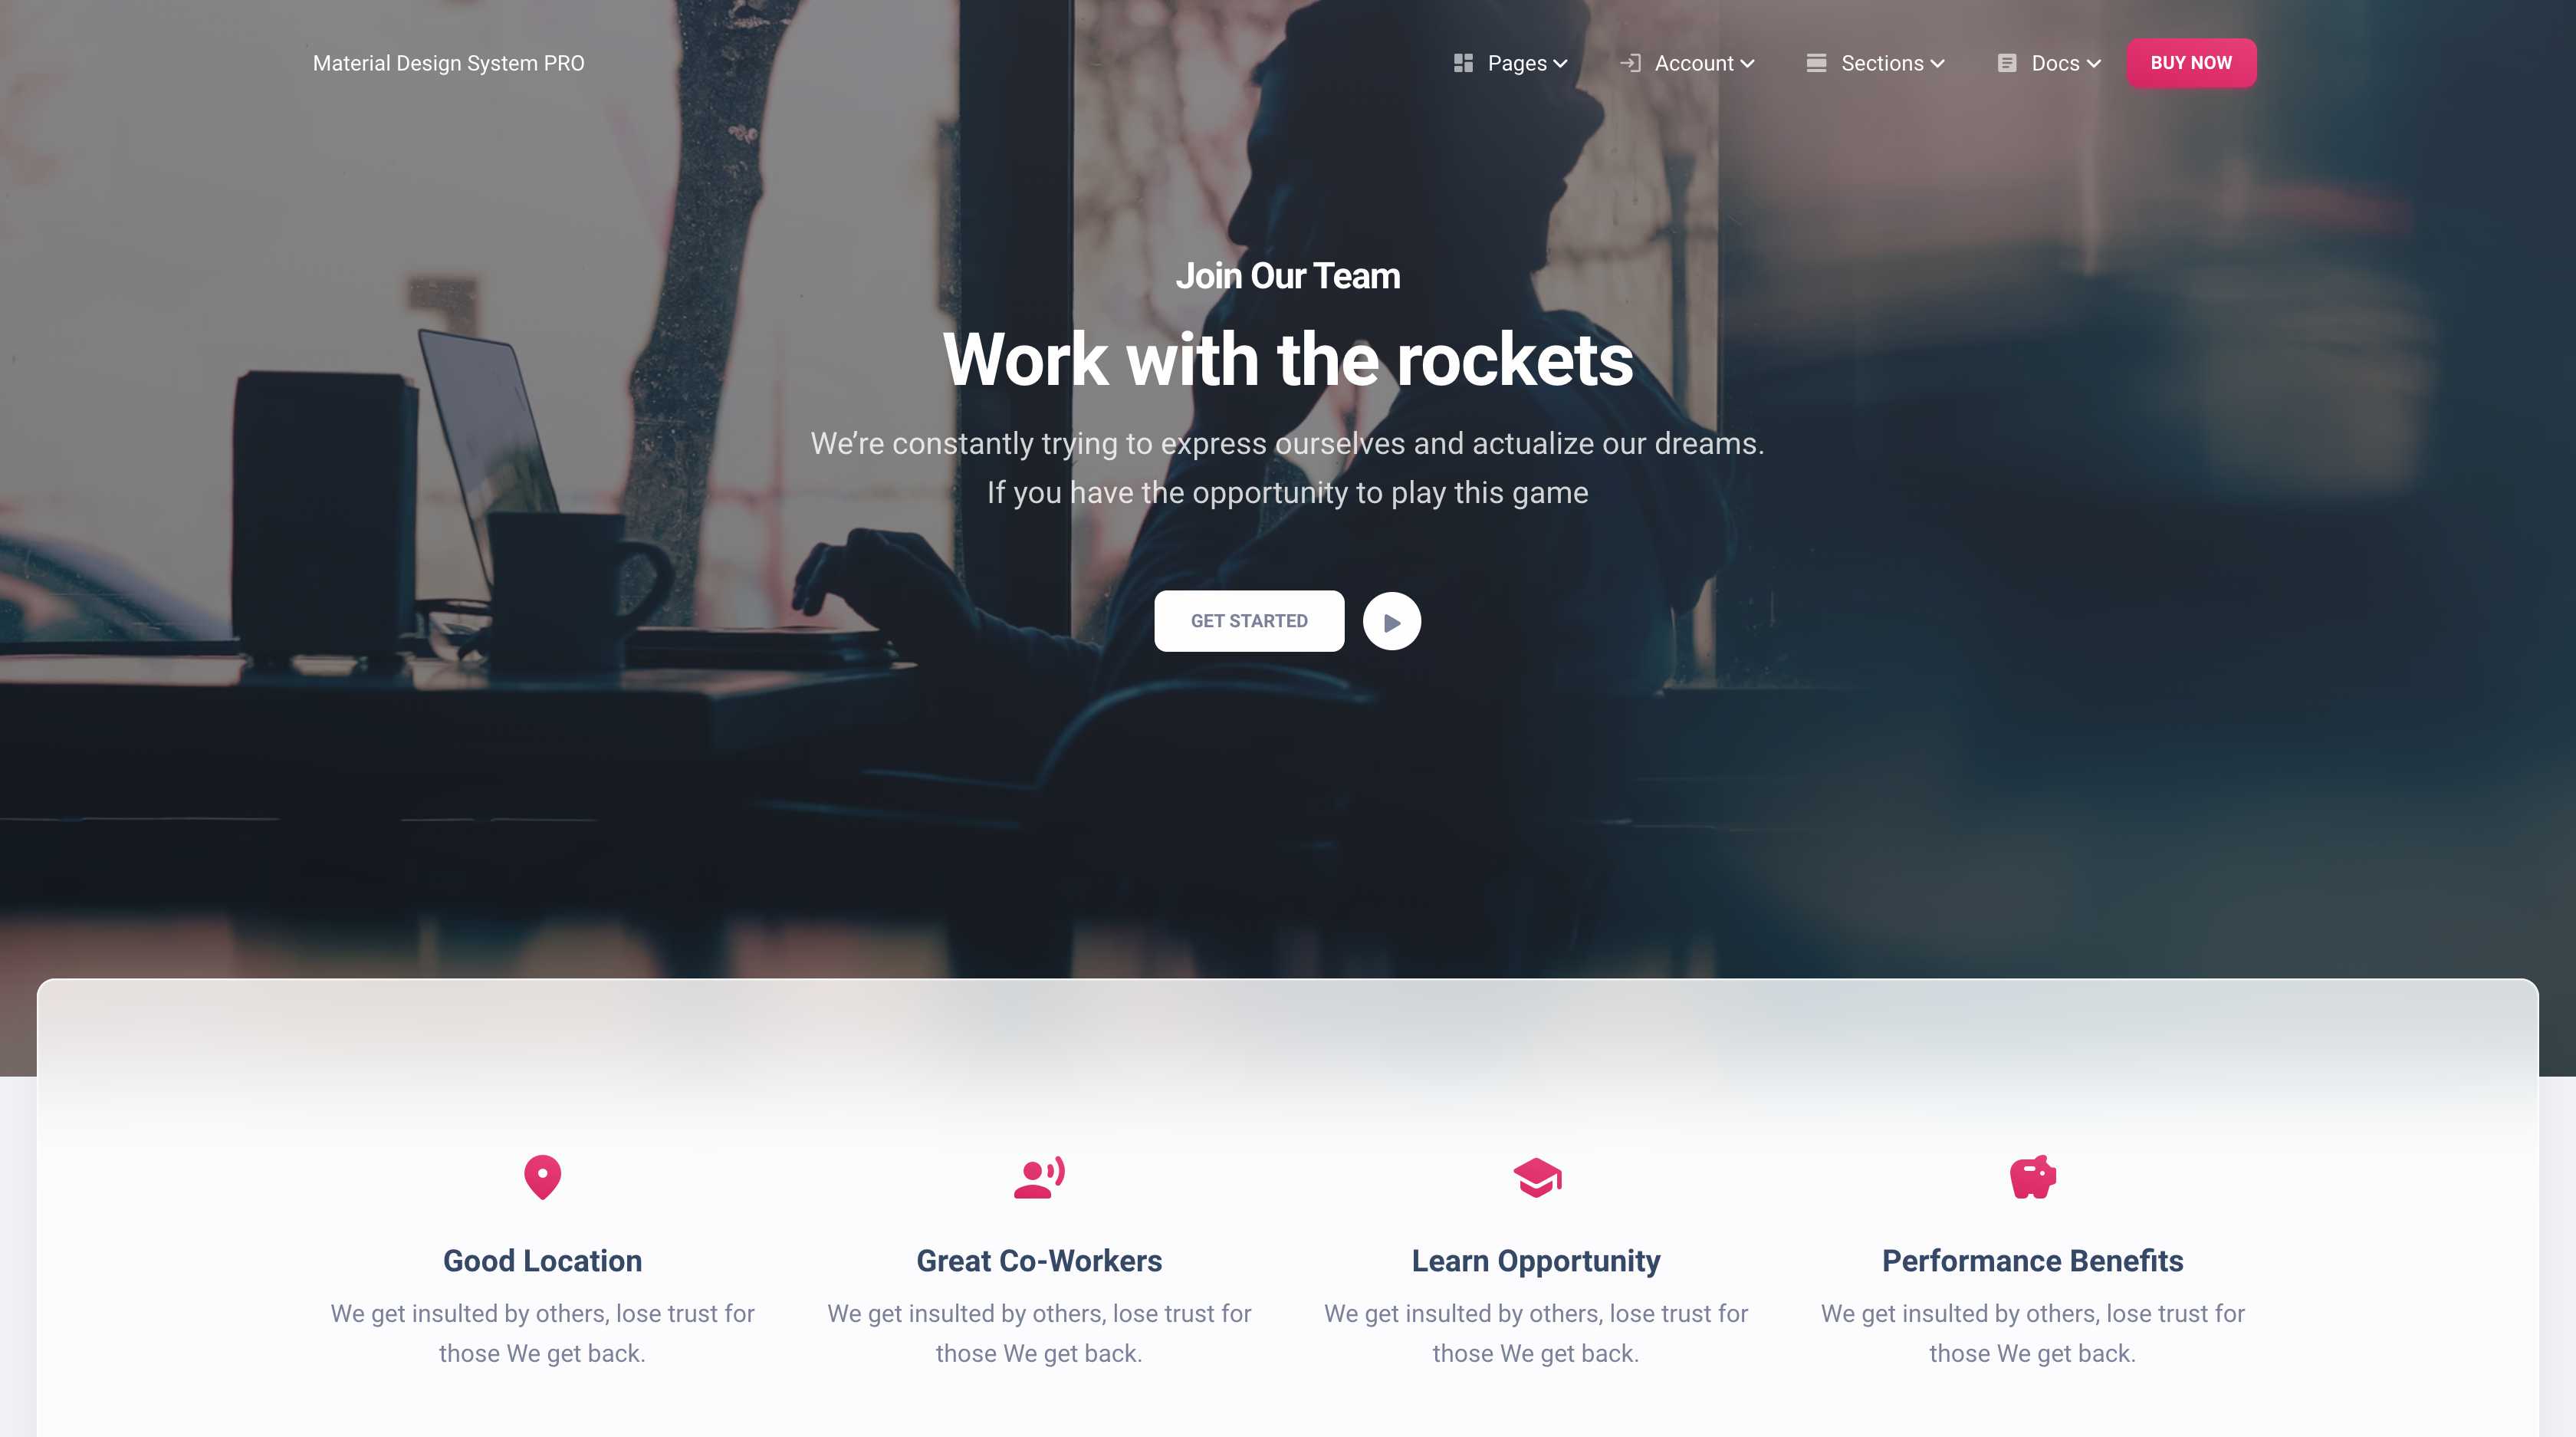 Material Design System PRO
Pages
Account
Sections
Docs
BUY NOW
Join Our Team
Work with the rockets
We’re constantly trying to express ourselves and actualize our dreams.
If you have the opportunity to play this game
GET STARTED
Good Location
We get insulted by others, lose trust for
those We get back.
Great Co-Workers
We get insulted by others, lose trust for
those We get back.
Learn Opportunity
We get insulted by others, lose trust for
those We get back.
Performance Benefits
We get insulted by others, lose trust for
those We get back.